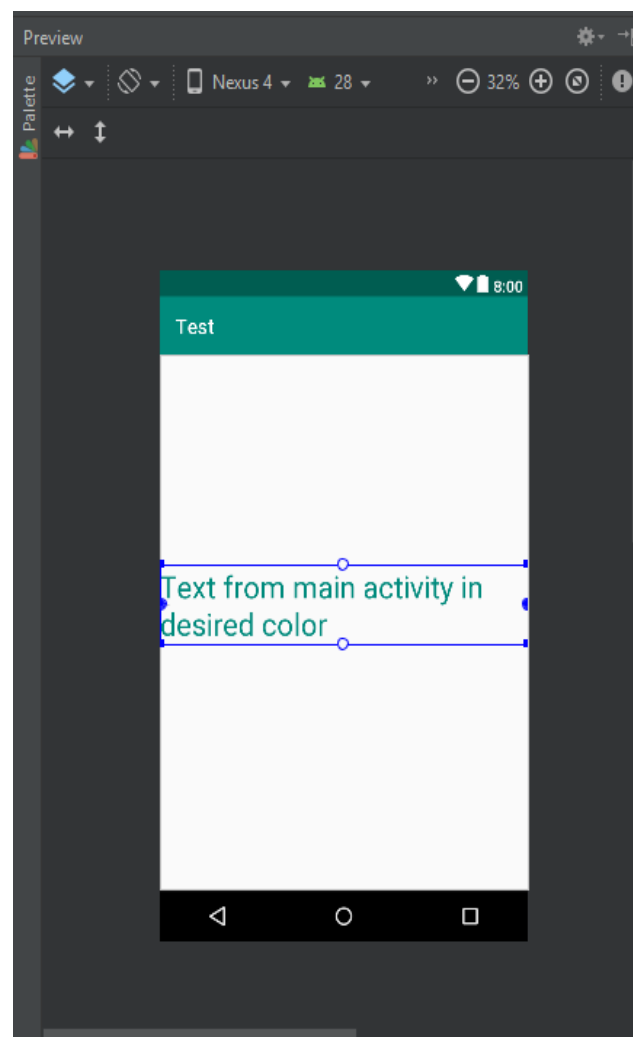 Preview
Palette
Nexus 4
28
32%
8:00
Test
Text from main activity in
desired color